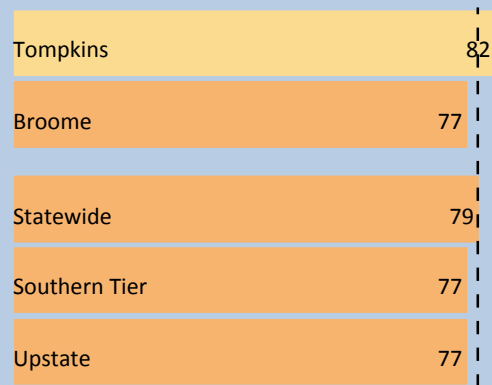 Tompkins 82
Broome 77
Statewide 79
Southern Tier 77
Upstate 77